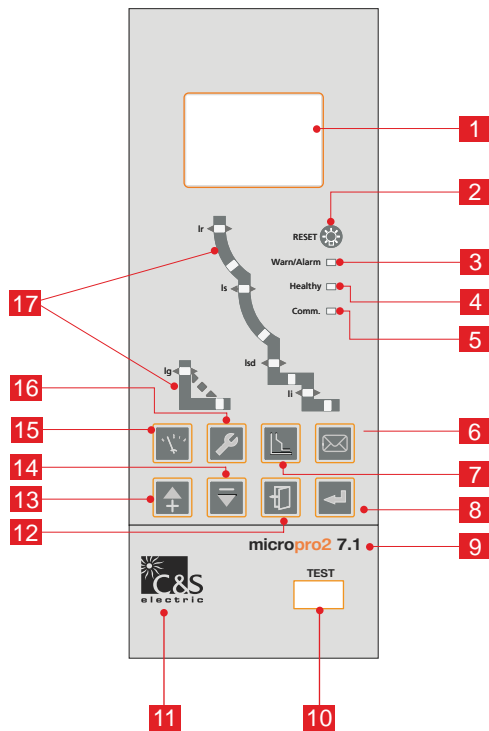 1
2
RESET
3
Ir
Warn/Alarm
4
Is
Healthy
17
Comm.
5
Isd
Ig
16
Ii
15
6
14
7
13
8
12
micropro2 7.1
9
C&S
electric
TEST
11
10